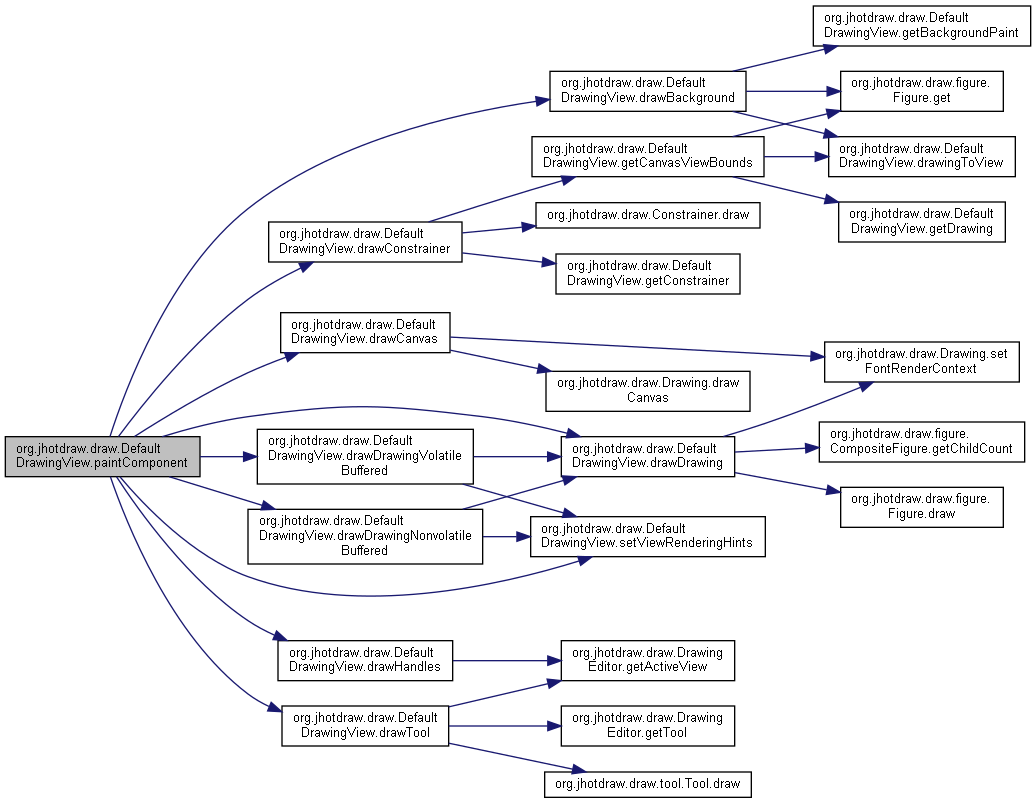 org.jhotdraw.draw.Default
DrawingView.getBackgroundPaint
org.jhotdraw.draw.Default
DrawingView.drawBackground
org.jhotdraw.draw.figure.
Figure.get
org.jhotdraw.draw.Default
DrawingView.getCanvasViewBounds
org.jhotdraw.draw.Default
DrawingView.drawingToView
org.jhotdraw.draw.Default
DrawingView.drawConstrainer
org.jhotdraw.draw.Constrainer.draw
org.jhotdraw.draw.Default
DrawingView.getDrawing
org.jhotdraw.draw.Default
DrawingView.getConstrainer
org.jhotdraw.draw.Default
DrawingView.drawCanvas
org.jhotdraw.draw.Drawing.set
FontRenderContext
org.jhotdraw.draw.Drawing.draw
Canvas
org.jhotdraw.draw.Default
DrawingView.paintComponent
org.jhotdraw.draw.Default
DrawingView.drawDrawingVolatile
Buffered
org.jhotdraw.draw.Default
DrawingView.drawDrawing
org.jhotdraw.draw.figure.
CompositeFigure.getChildCount
org.jhotdraw.draw.figure.
Figure.draw
org.jhotdraw.draw.Default
DrawingView.drawDrawingNonvolatile
Buffered
org.jhotdraw.draw.Default
DrawingView.setViewRenderingHints
org.jhotdraw.draw.Default
DrawingView.drawHandles
org.jhotdraw.draw.Drawing
Editor.getActiveView
org.jhotdraw.draw.Default
DrawingView.drawTool
org.jhotdraw.draw.Drawing
Editor.getTool
org.jhotdraw.draw.tool.Tool.draw